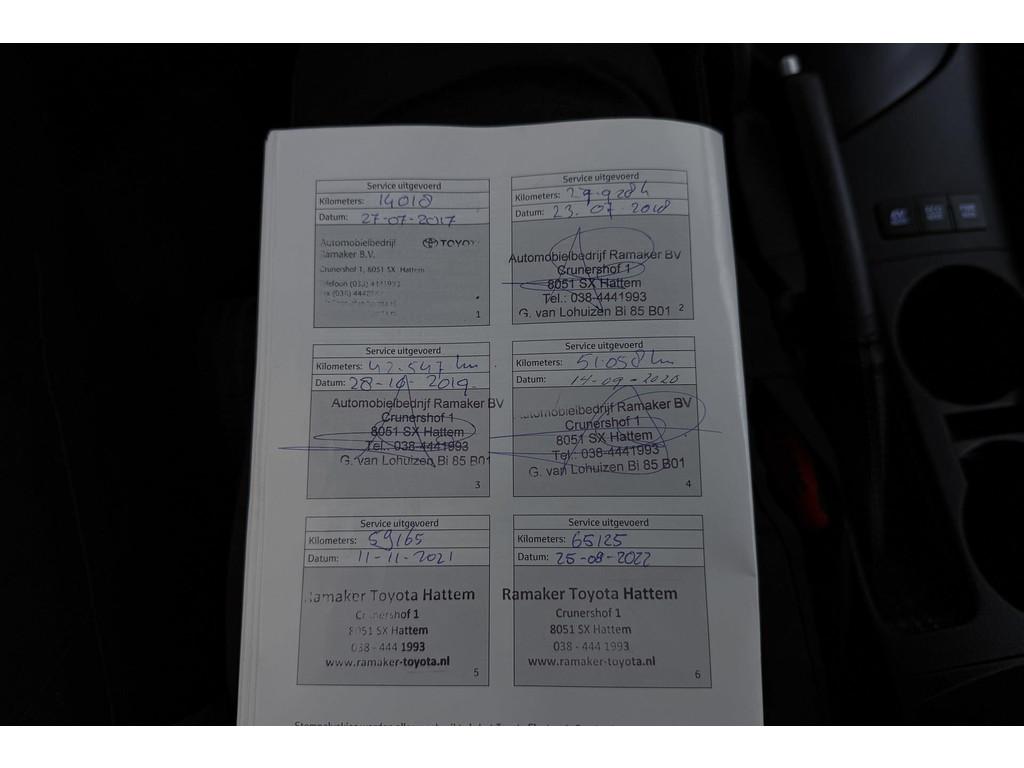 Service uitgevoerd
Kilometers: 14018
Datum: 27-07-2017
Automobielbedrijf TOYOT
Ramaker B.V.
Crunershof 1, 8051 SX Hattem
1
Service uitgevoerd
Kilometers: 29.928 h
Datum: 23.07.2018
Automobielbedrijf Ramaker BV
Crunershof 1
8051 SX Hattem
Tel.: 038-4441993
G. van Lohuizen Bi 85 B01 2
Service uitgevoerd
Kilometers: 42.547 km
Datum: 28-10-2019.
Automobielbedrijf Ramaker BV
Crunershof 1
8051 SX Hattem
Tel.: 038-4441993
G. van Lohuizen Bi 85 B01
3
Service uitgevoerd
Kilometers: 51.058 km
Datum: 14-09-2020
Automobielbedrijf Ramaker BV
Crunershof 1
8051 SX Hattem
Tel.: 038-4441993
G. van Lohuizen Bi 85 B01
4
Service uitgevoerd
Kilometers: 59165
Datum: 11-11-2021
Ramaker Toyota Hattem
Crunershof 1
8051 SX Hattem
038 - 444 1993
www.ramaker-toyota.nl
5
Service uitgevoerd
Kilometers: 65125
Datum: 25-08-2022
Ramaker Toyota Hattem
Crunershof 1
8051 SX Hattem
038 - 444 1993
www.ramaker-toyota.nl
6